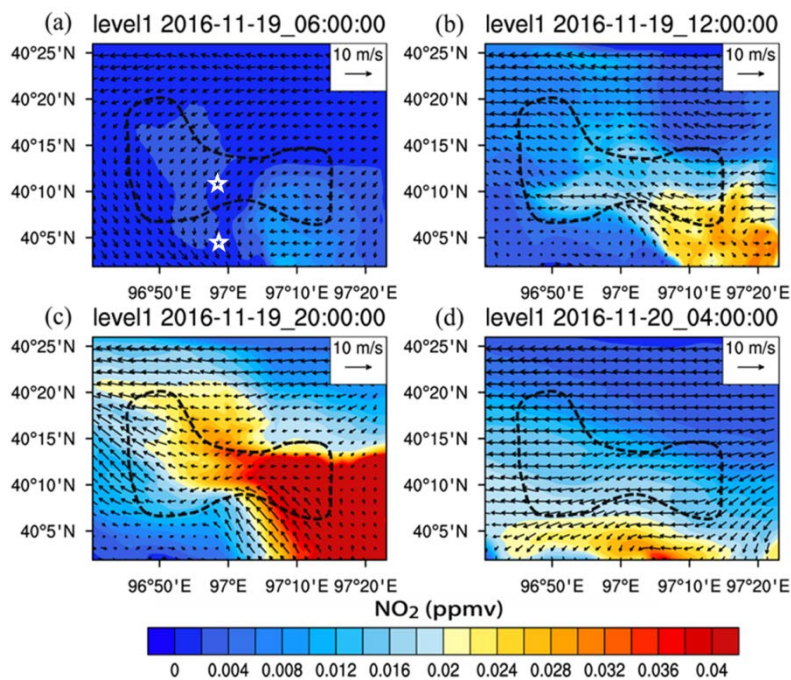 (a) level1 2016-11-19_06:00:00
10 m/s
40°25'N
40°20'N
40°15'N
40°10'N
40°5'N
96°50'E 97°E 97°10'E 97°20'E
(b) level1 2016-11-19_12:00:00
10 m/s
40°25'N
40°20'N
40°15'N
40°10'N
40°5'N
96°50'E 97°E 97°10'E 97°20'E
(c) level1 2016-11-19_20:00:00
10 m/s
40°25'N
40°20'N
40°15'N
40°10'N
40°5'N
96°50'E 97°E 97°10'E 97°20'E
(d) level1 2016-11-20_04:00:00
10 m/s
40°25'N
40°20'N
40°15'N
40°10'N
40°5'N
96°50'E 97°E 97°10'E 97°20'E
NO₂ (ppmv)
0 0.004 0.008 0.012 0.016 0.02 0.024 0.028 0.032 0.036 0.04